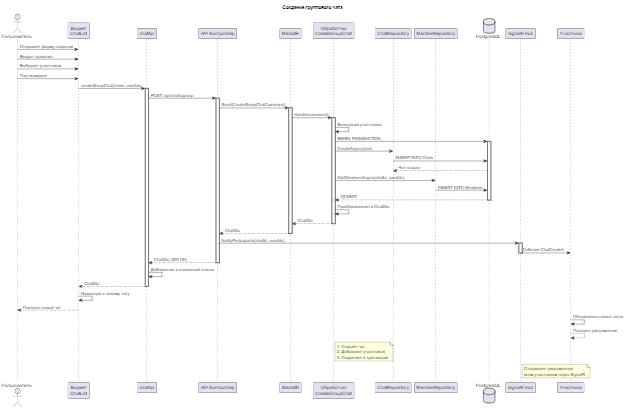 Создание группового чата
Пользователь
Виджет
ChatList
chatApi
API Контроллер
MediatR
Обработчик
CreateGroupChat
ChatRepository
MemberRepository
PostgreSQL
SignalR Hub
Участники
Открывает форму создания
Вводит название
Выбирает участников
Подтверждает
createGroupChat(name, userIds)
POST /api/chats/group
Send(CreateGroupChatCommand)
Handle(command)
Валидация участников
BEGIN TRANSACTION
CreateAsync(chat)
INSERT INTO Chats
Чат создан
AddMembersAsync(chatId, userIds)
INSERT INTO Members
COMMIT
Преобразование в ChatDto
ChatDto
ChatDto
NotifyParticipants(chatId, userIds)
ChatCreated
ChatDto (200 OK)
Добавление в локальный список
ChatDto
Навигация к новому чату
Показать новый чат
Обновление списка чатов
Показать уведомление
1. Создаёт чат
2. Добавляет участников
3. Сохраняет в транзакции
Отправляет уведомления
всем участникам через SignalR
Пользователь
Виджет
ChatList
chatApi
API Контроллер
MediatR
Обработчик
CreateGroupChat
ChatRepository
MemberRepository
PostgreSQL
SignalR Hub
Участники